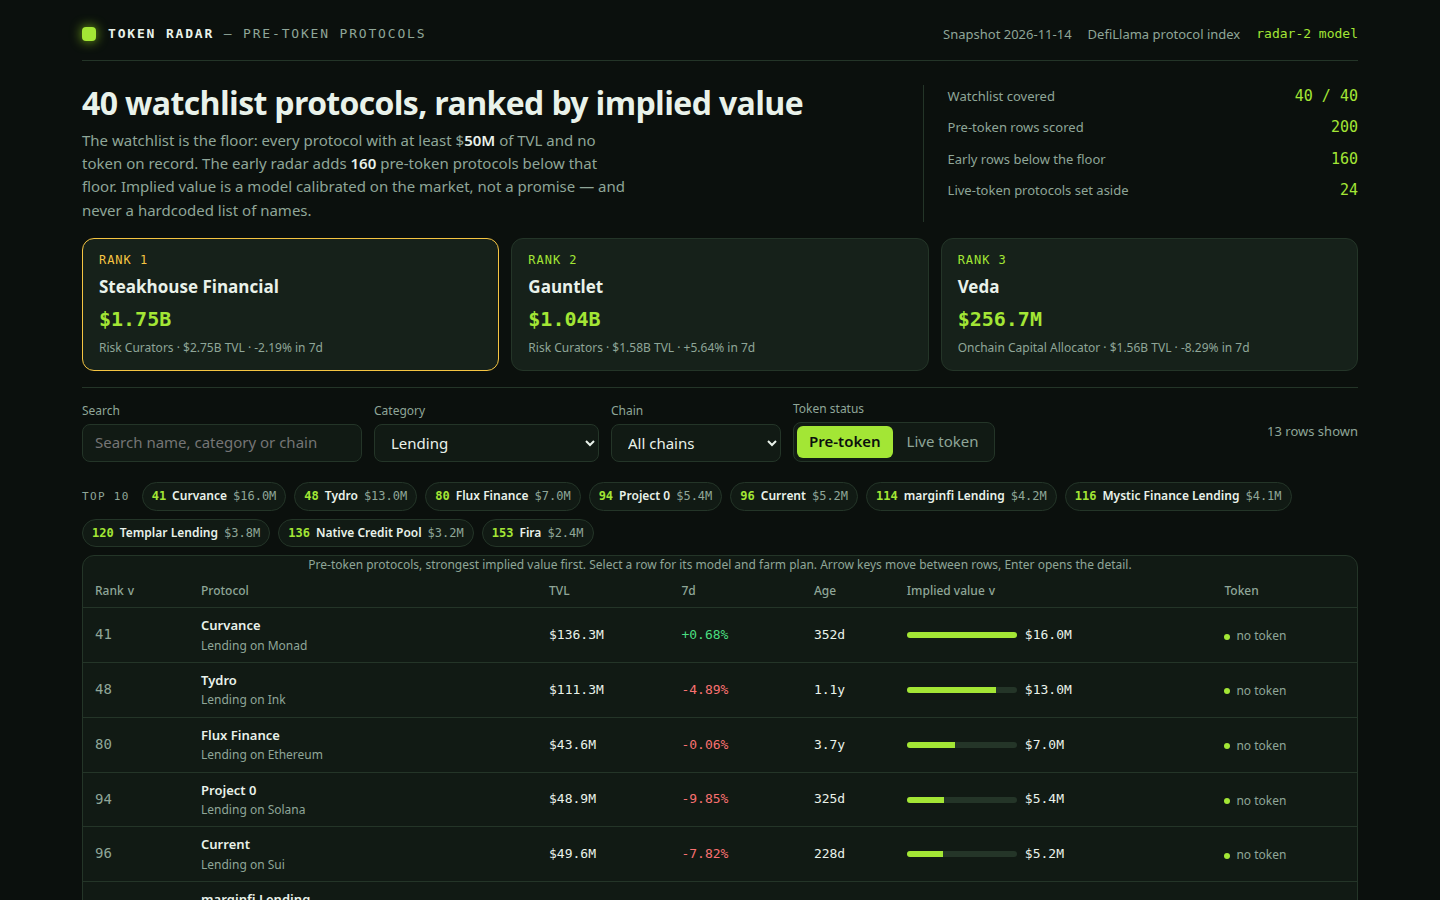 TOKEN RADAR — PRE-TOKEN PROTOCOLS
Snapshot 2026-11-14 DefiLlama protocol index radar-2 model
40 watchlist protocols, ranked by implied value
The watchlist is the floor: every protocol with at least $50M of TVL and no
token on record. The early radar adds 160 pre-token protocols below that
floor. Implied value is a model calibrated on the market, not a promise — and
never a hardcoded list of names.
Watchlist covered 40 / 40
Pre-token rows scored 200
Early rows below the floor 160
Live-token protocols set aside 24
RANK 1
Steakhouse Financial
$1.75B
Risk Curators · $2.75B TVL · -2.19% in 7d
RANK 2
Gauntlet
$1.04B
Risk Curators · $1.58B TVL · +5.64% in 7d
RANK 3
Veda
$256.7M
Onchain Capital Allocator · $1.56B TVL · -8.29% in 7d
Search
Search name, category or chain
Category
Lending
Chain
All chains
Token status
Pre-token Live token
13 rows shown
TOP 10 41 Curvance $16.0M 48 Tydro $13.0M 80 Flux Finance $7.0M 94 Project 0 $5.4M 96 Current $5.2M 114 marginfi Lending $4.2M 116 Mystic Finance Lending $4.1M
120 Templar Lending $3.8M 136 Native Credit Pool $3.2M 153 Fira $2.4M
Pre-token protocols, strongest implied value first. Select a row for its model and farm plan. Arrow keys move between rows, Enter opens the detail.
Rank v Protocol TVL 7d Age Implied value v Token
41 Curvance $136.3M +0.68% 352d $16.0M no token
Lending on Monad
48 Tydro $111.3M -4.89% 1.1y $13.0M no token
Lending on Ink
80 Flux Finance $43.6M -0.06% 3.7y $7.0M no token
Lending on Ethereum
94 Project 0 $48.9M -9.85% 325d $5.4M no token
Lending on Solana
96 Current $49.6M -7.82% 228d $5.2M no token
Lending on Sui
marginfi Lending